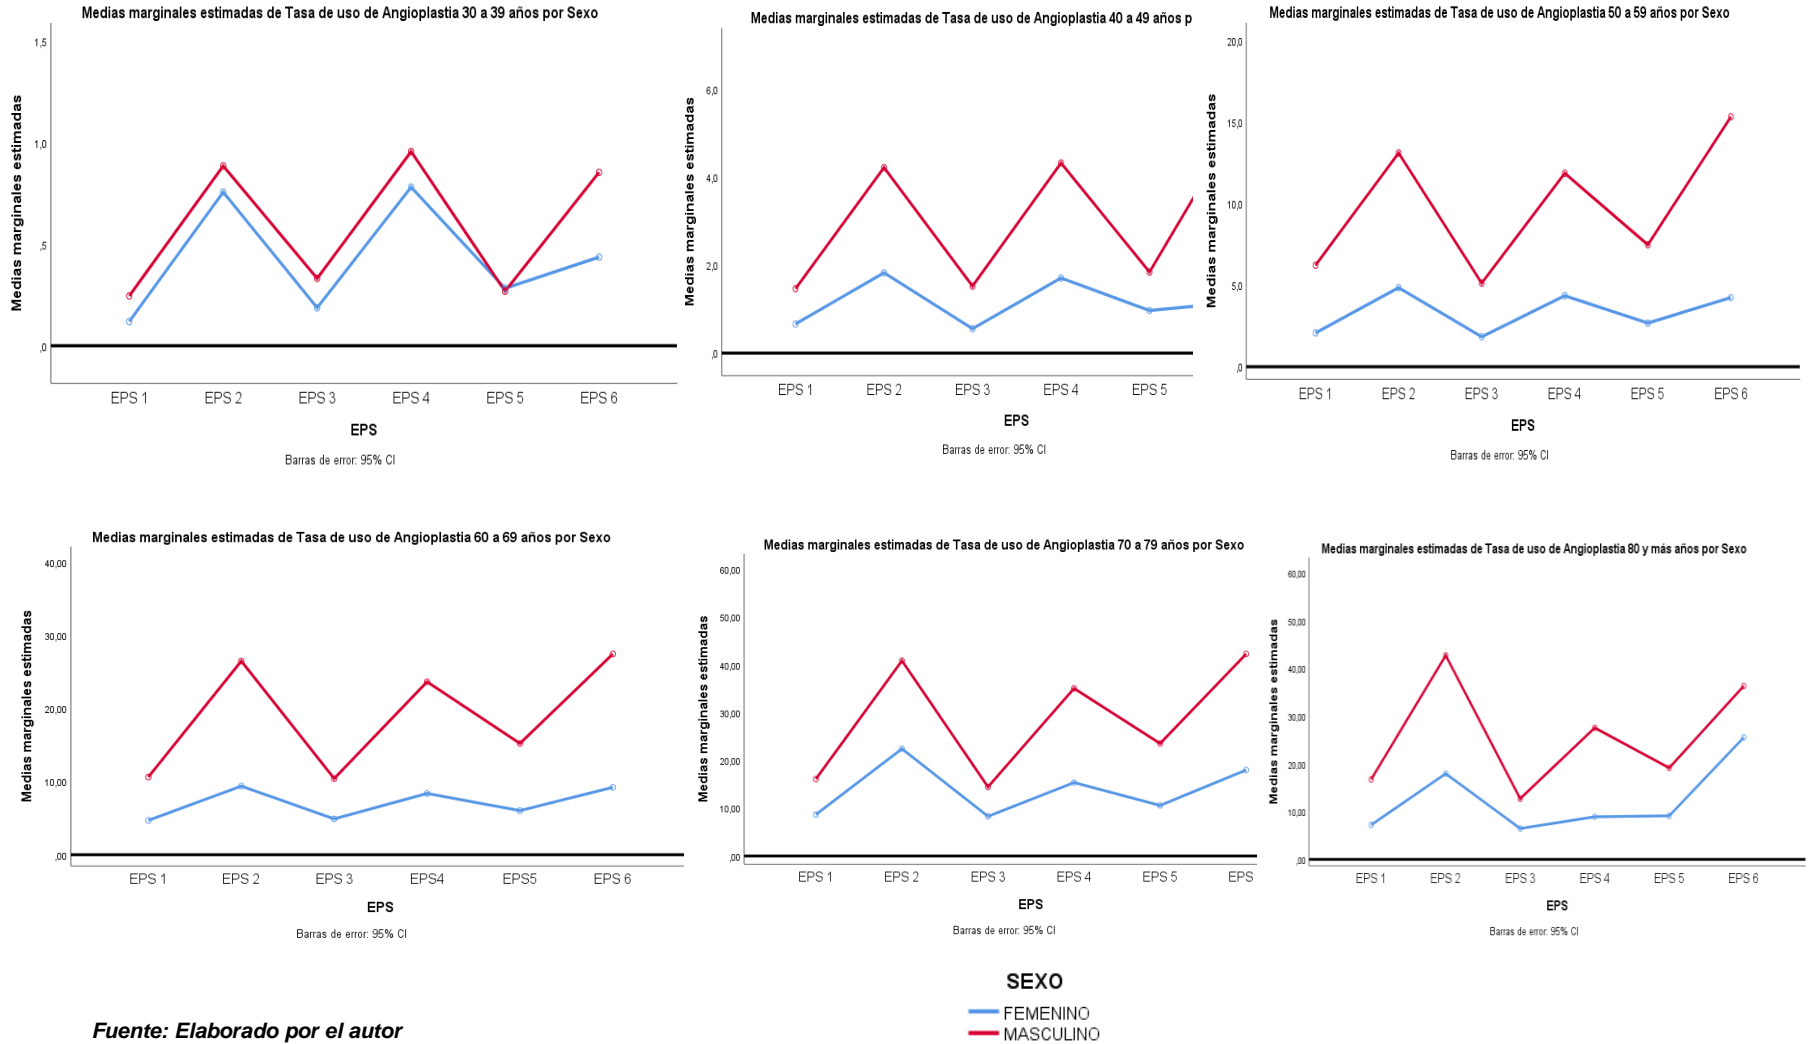 Medias marginales estimadas de Tasa de uso de Angioplastia 30 a 39 años por Sexo
Medias marginales estimadas
1,5
1,0
,5
,0
EPS 1 EPS 2 EPS 3 EPS 4 EPS 5 EPS 6
EPS
Barras de error: 95% CI
Medias marginales estimadas de Tasa de uso de Angioplastia 40 a 49 años p
Medias marginales estimadas
6,0
4,0
2,0
,0
EPS 1 EPS 2 EPS 3 EPS 4 EPS 5
EPS
Barras de error: 95% CI
Medias marginales estimadas de Tasa de uso de Angioplastia 50 a 59 años por Sexo
Medias marginales estimadas
20,0
15,0
10,0
5,0
,0
EPS 1 EPS 2 EPS 3 EPS 4 EPS 5 EPS 6
EPS
Barras de error: 95% CI
Medias marginales estimadas de Tasa de uso de Angioplastia 60 a 69 años por Sexo
Medias marginales estimadas
40,00
30,00
20,00
10,00
,00
EPS 1 EPS 2 EPS 3 EPS4 EPS5 EPS 6
EPS
Barras de error: 95% CI
Medias marginales estimadas de Tasa de uso de Angioplastia 70 a 79 años por Sexo
Medias marginales estimadas
60,00
50,00
40,00
30,00
20,00
10,00
,00
EPS 1 EPS 2 EPS 3 EPS 4 EPS 5 EPS
EPS
Barras de error: 95% CI
Medias marginales estimadas de Tasa de uso de Angioplastia 80 y más años por Sexo
Medias marginales estimadas
60,00
50,00
40,00
30,00
20,00
10,00
,00
EPS 1 EPS 2 EPS 3 EPS 4 EPS 5 EPS 6
EPS
Barras de error: 95% CI
SEXO
FEMENINO
MASCULINO
Fuente: Elaborado por el autor